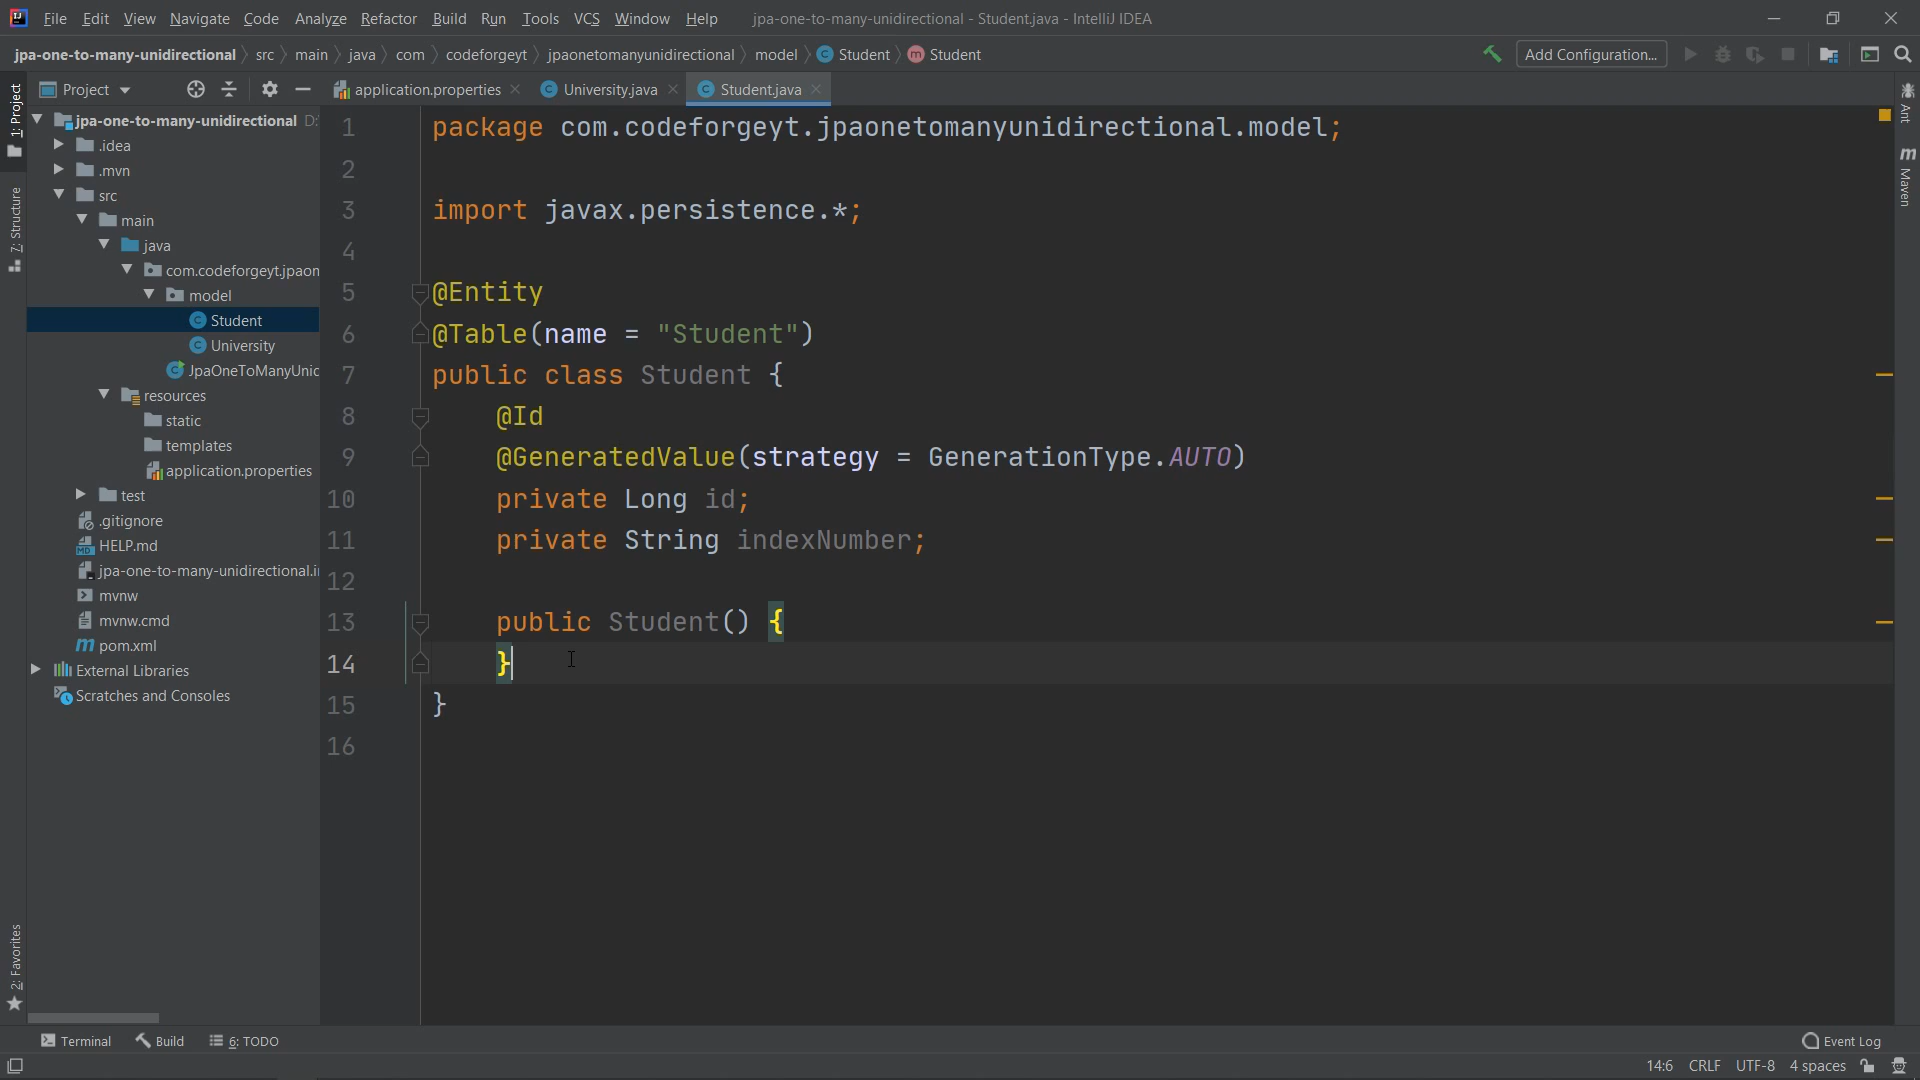 File Edit View Navigate Code Analyze Refactor Build Run Tools VCS Window Help jpa-one-to-many-unidirectional - Student.java - IntelliJ IDEA
jpa-one-to-many-unidirectional src main java com codeforgeyt jpaonetomanyunidirectional model Student Student Add Configuration...
Project application.properties University.java Student.java
1: Project
7: Structure
2: Favorites
jpa-one-to-many-unidirectional D:
.idea
.mvn
src
main
java
com.codeforgeyt.jpaon
model
Student
University
JpaOneToManyUnid
resources
static
templates
application.properties
test
.gitignore
HELP.md
jpa-one-to-many-unidirectional.i
mvnw
mvnw.cmd
pom.xml
External Libraries
Scratches and Consoles
1 package com.codeforgeyt.jpaonetomanyunidirectional.model;
2
3 import javax.persistence.*;
4
5 @Entity
6 @Table(name = "Student")
7 public class Student {
8 @Id
9 @GeneratedValue(strategy = GenerationType.AUTO)
10 private Long id;
11 private String indexNumber;
12
13 public Student() {
14 }
15 }
16
Ant
Maven
Terminal Build 6: TODO Event Log
14:6 CRLF UTF-8 4 spaces